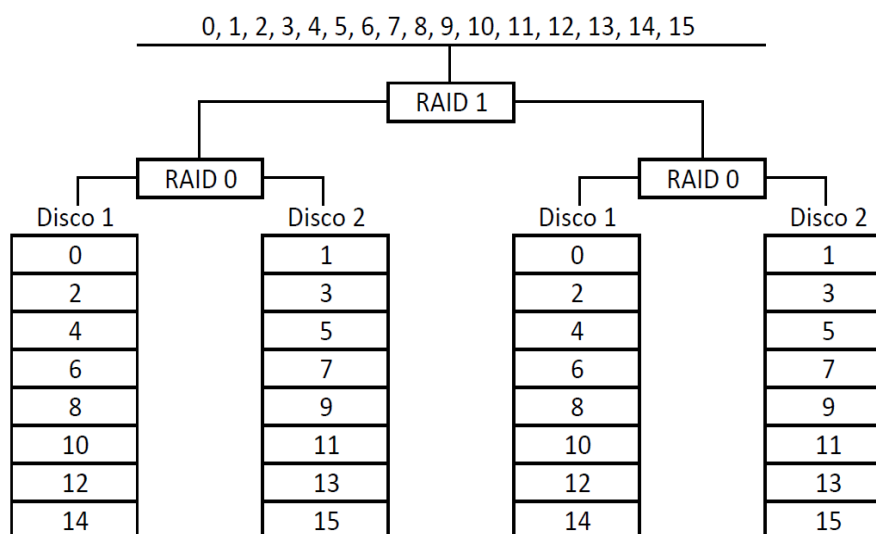 0, 1, 2, 3, 4, 5, 6, 7, 8, 9, 10, 11, 12, 13, 14, 15
RAID 1
RAID 0 RAID 0
Disco 1 Disco 2 Disco 1 Disco 2
0 1 0 1
2 3 2 3
4 5 4 5
6 7 6 7
8 9 8 9
10 11 10 11
12 13 12 13
14 15 14 15